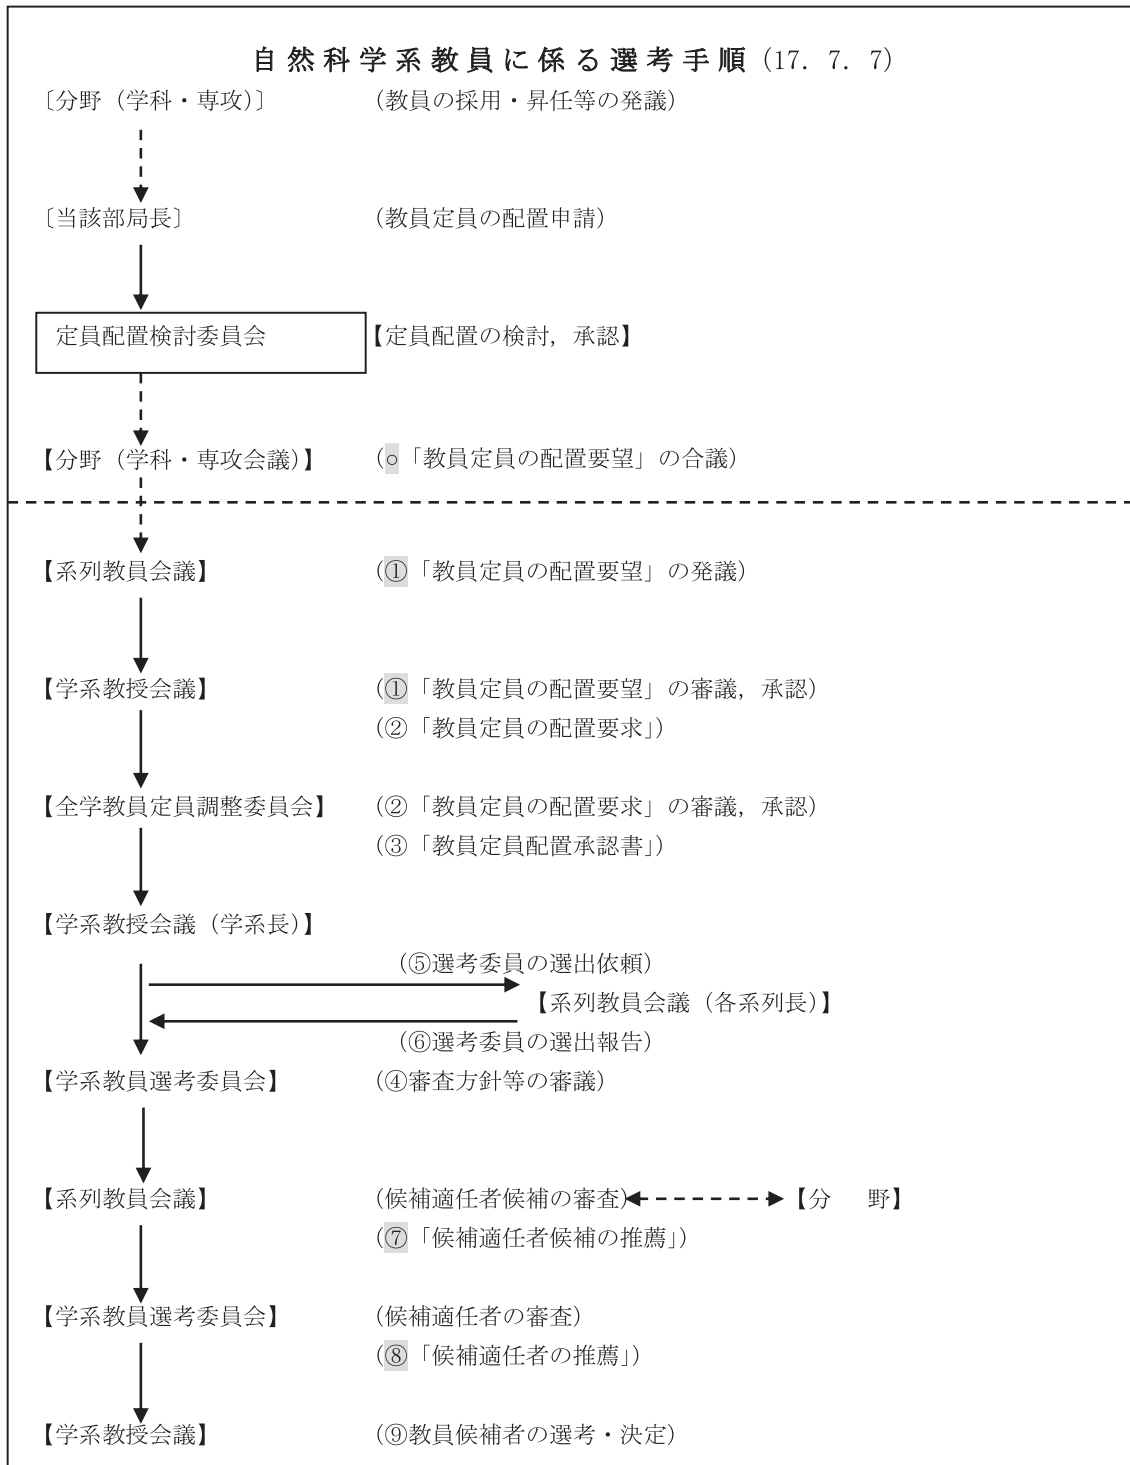 自然科学系教員に係る選考手順（17．7．7）
〔分野（学科・専攻）〕　（教員の採用・昇任等の発議）
〔当該部局長〕　（教員定員の配置申請）
定員配置検討委員会　【定員配置の検討，承認】
【分野（学科・専攻会議）】　（○「教員定員の配置要望」の合議）
【系列教員会議】　（①「教員定員の配置要望」の発議）
【学系教授会議】　（①「教員定員の配置要望」の審議，承認）
（②「教員定員の配置要求」）
【全学教員定員調整委員会】　（②「教員定員の配置要求」の審議，承認）
（③「教員定員配置承認書」）
【学系教授会議（学系長）】
（⑤選考委員の選出依頼）
【系列教員会議（各系列長）】
（⑥選考委員の選出報告）
【学系教員選考委員会】　（④審査方針等の審議）
【系列教員会議】　（候補適任者候補の審査）　【分　野】
（⑦「候補適任者候補の推薦」）
【学系教員選考委員会】　（候補適任者の審査）
（⑧「候補適任者の推薦」）
【学系教授会議】　（⑨教員候補者の選考・決定）